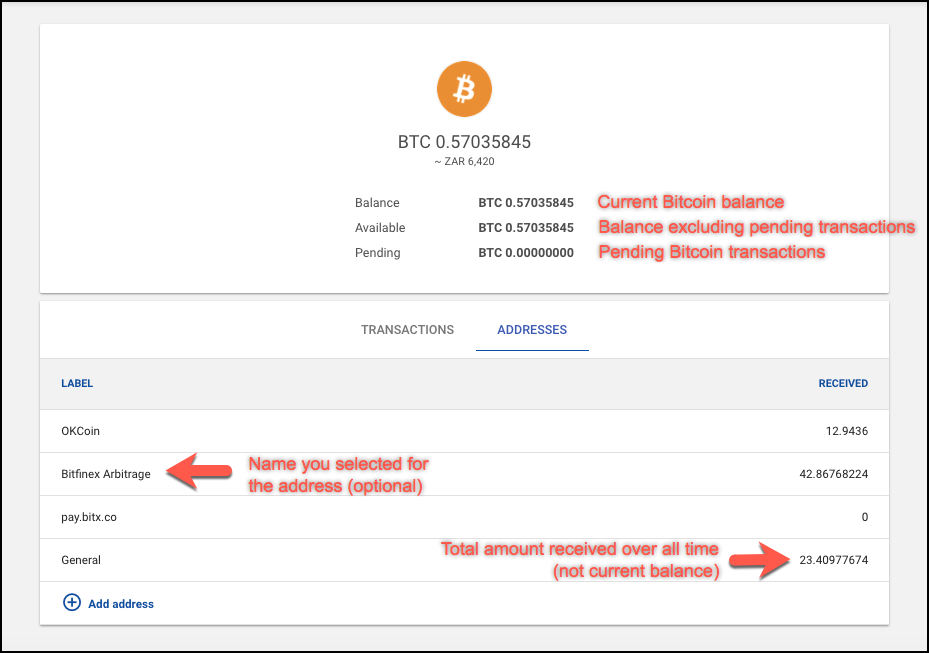 BTC 0.57035845
~ ZAR 6,420
Balance BTC 0.57035845 Current Bitcoin balance
Available BTC 0.57035845 Balance excluding pending transactions
Pending BTC 0.00000000 Pending Bitcoin transactions
TRANSACTIONS ADDRESSES
LABEL RECEIVED
OKCoin 12.9436
Bitfinex Arbitrage 42.86768224
Name you selected for
the address (optional)
pay.bitx.co 0
General 23.40977674
Total amount received over all time
(not current balance)
Add address